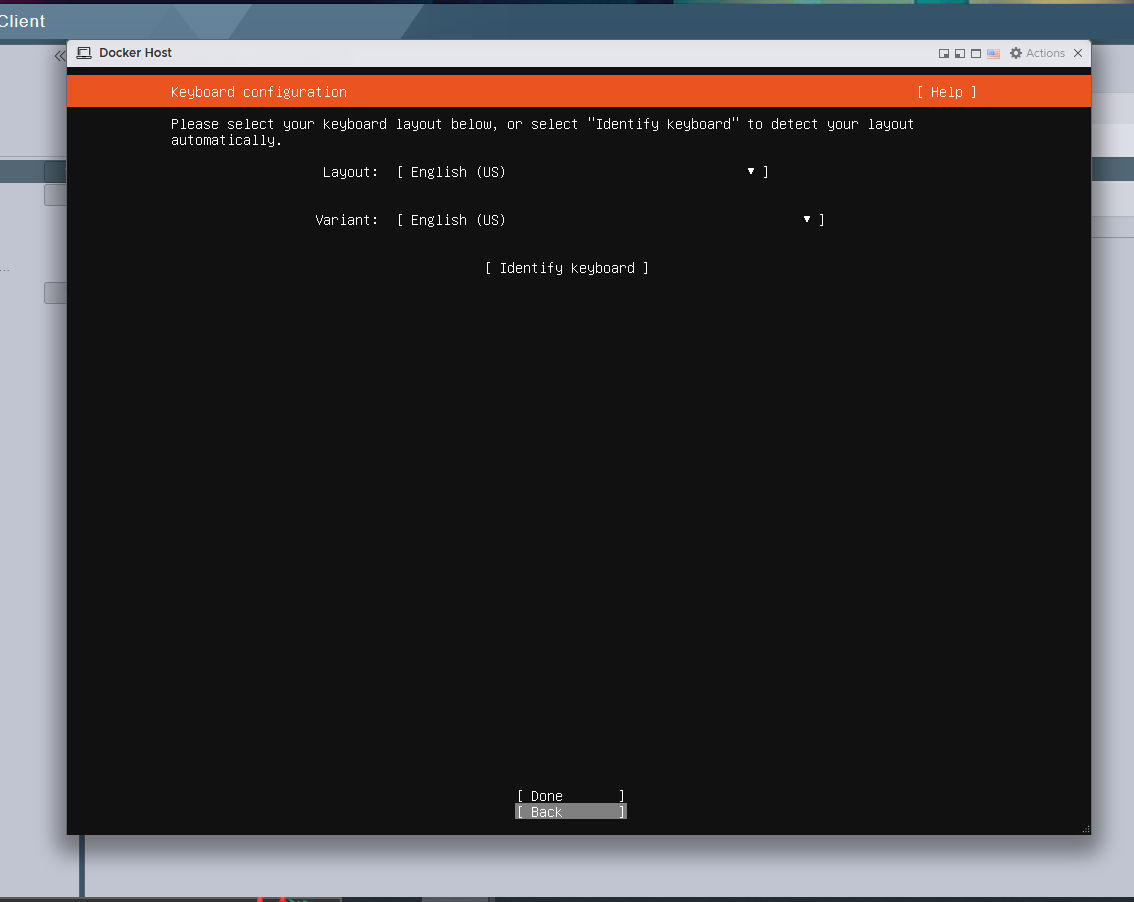 Client
Docker Host
Actions
Keyboard configuration [ Help ]
Please select your keyboard layout below, or select "Identify keyboard" to detect your layout
automatically.
Layout: [ English (US) ▼ ]
Variant: [ English (US) ▼ ]
[ Identify keyboard ]
...
[ Done ]
[ Back ]